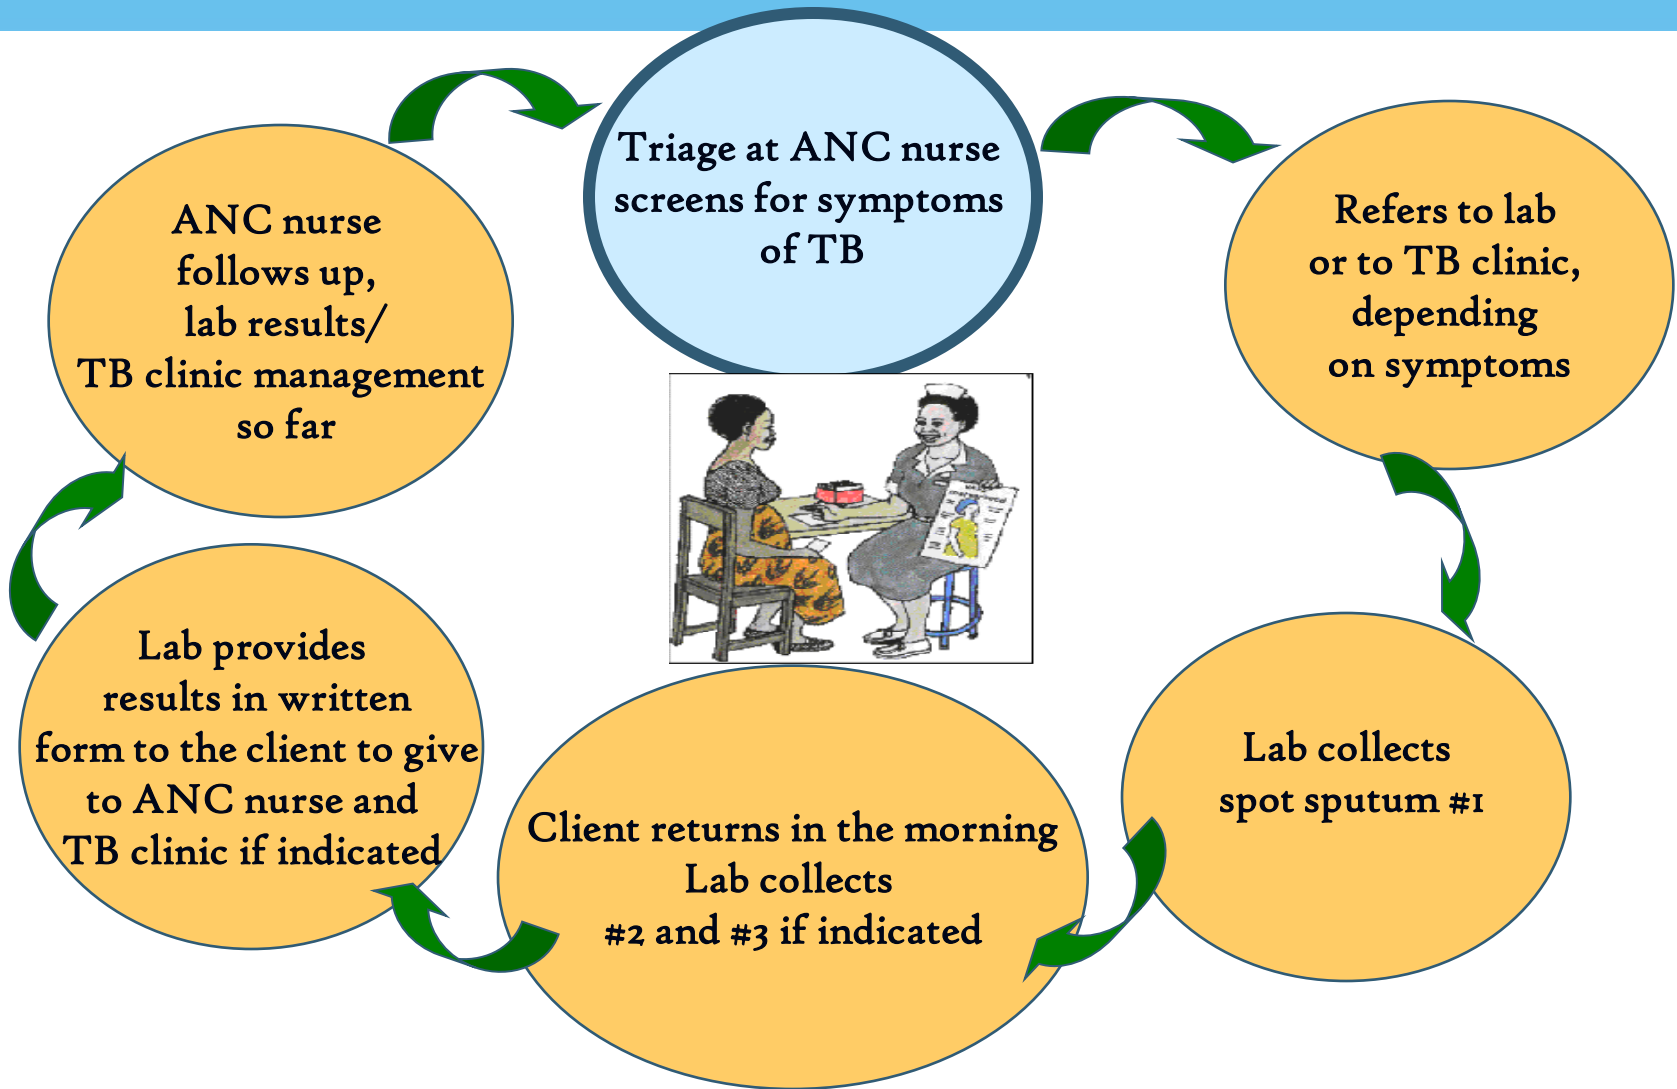 Triage at ANC nurse
screens for symptoms
of TB
Refers to lab
or to TB clinic,
depending
on symptoms
Lab collects
spot sputum #1
Client returns in the morning
Lab collects
#2 and #3 if indicated
Lab provides
results in written
form to the client to give
to ANC nurse and
TB clinic if indicated
ANC nurse
follows up,
lab results/
TB clinic management
so far